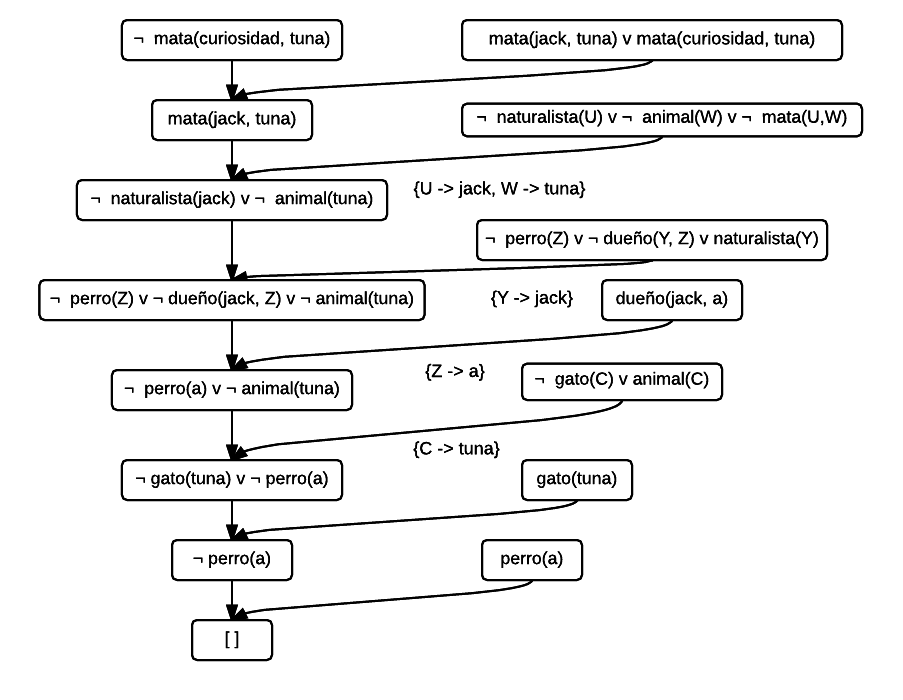 ¬ mata(curiosidad, tuna)
mata(jack, tuna) v mata(curiosidad, tuna)
mata(jack, tuna)
¬ naturalista(U) v ¬ animal(W) v ¬ mata(U,W)
¬ naturalista(jack) v ¬ animal(tuna)
{U -> jack, W -> tuna}
¬ perro(Z) v ¬ dueño(Y, Z) v naturalista(Y)
¬ perro(Z) v ¬ dueño(jack, Z) v ¬ animal(tuna)
{Y -> jack}
dueño(jack, a)
¬ perro(a) v ¬ animal(tuna)
{Z -> a}
¬ gato(C) v animal(C)
{C -> tuna}
¬ gato(tuna) v ¬ perro(a)
gato(tuna)
¬ perro(a)
perro(a)
[ ]